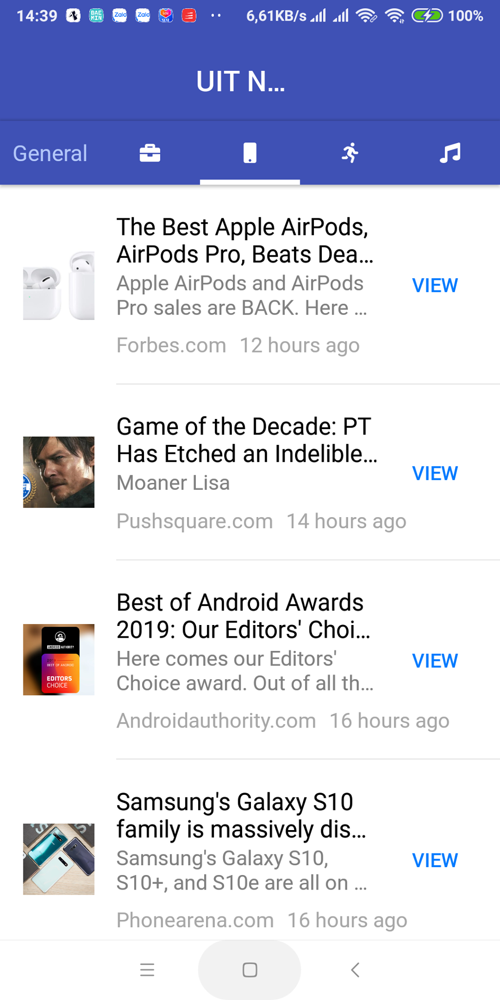 14:39 BAE MIN Zalo Zalo Laz 12.12 6,61KB/s 100%
UIT N...
General
The Best Apple AirPods,
AirPods Pro, Beats Dea...
Apple AirPods and AirPods
Pro sales are BACK. Here ...
VIEW
Forbes.com 12 hours ago
Game of the Decade: PT
Has Etched an Indelible...
Moaner Lisa
VIEW
Pushsquare.com 14 hours ago
Best of Android Awards
2019: Our Editors' Choi...
Here comes our Editors'
Choice award. Out of all th...
VIEW
ANDROID AUTHORITY
2019
BEST OF ANDROID
EDITORS
CHOICE
Androidauthority.com 16 hours ago
Samsung's Galaxy S10
family is massively dis...
Samsung's Galaxy S10,
S10+, and S10e are all on ...
VIEW
Phonearena.com 16 hours ago